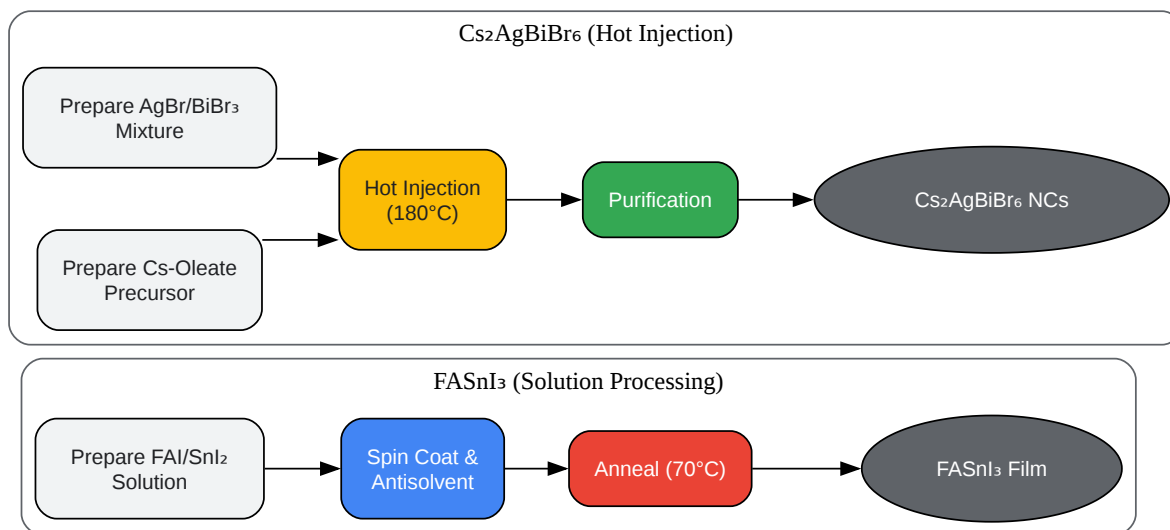 Cs₂AgBiBr₆ (Hot Injection)
Prepare AgBr/BiBr₃
Mixture
Prepare Cs-Oleate
Precursor
Hot Injection
(180°C)
Purification
Cs₂AgBiBr₆ NCs
FASnI₃ (Solution Processing)
Prepare FAI/SnI₂
Solution
Spin Coat &
Antisolvent
Anneal (70°C)
FASnI₃ Film